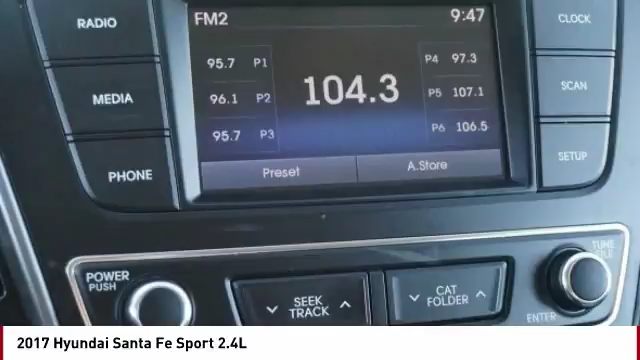 RADIO
MEDIA
PHONE
FM2
9:47
95.7 P1
96.1 P2
95.7 P3
104.3
P4 97.3
P5 107.1
P6 106.5
Preset
A.Store
CLOCK
SCAN
SETUP
POWER
PUSH
SEEK
TRACK
CAT
FOLDER
TUNE
FILE
ENTER
2017 Hyundai Santa Fe Sport 2.4L